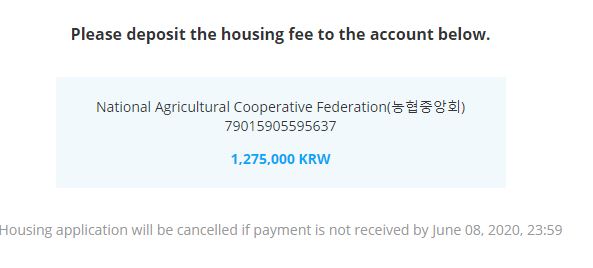 Please deposit the housing fee to the account below.
National Agricultural Cooperative Federation(농협중앙회)
79015905595637
1,275,000 KRW
Housing application will be cancelled if payment is not received by June 08, 2020, 23:59